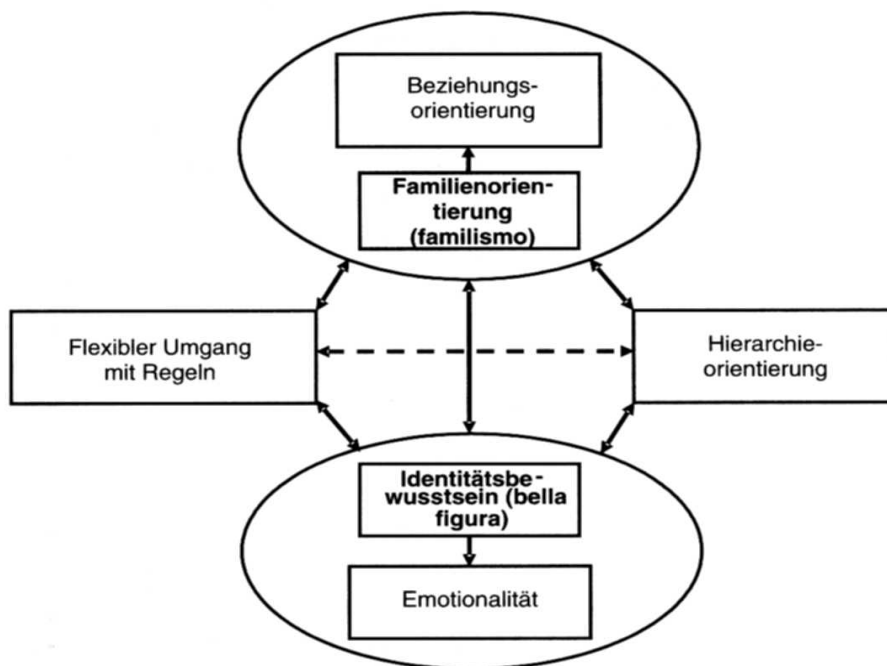 Beziehungs-
orientierung
Familienorien-
tierung
(familismo)
Flexibler Umgang
mit Regeln
Hierarchie-
orientierung
Identitätsbe-
wusstsein (bella
figura)
Emotionalität